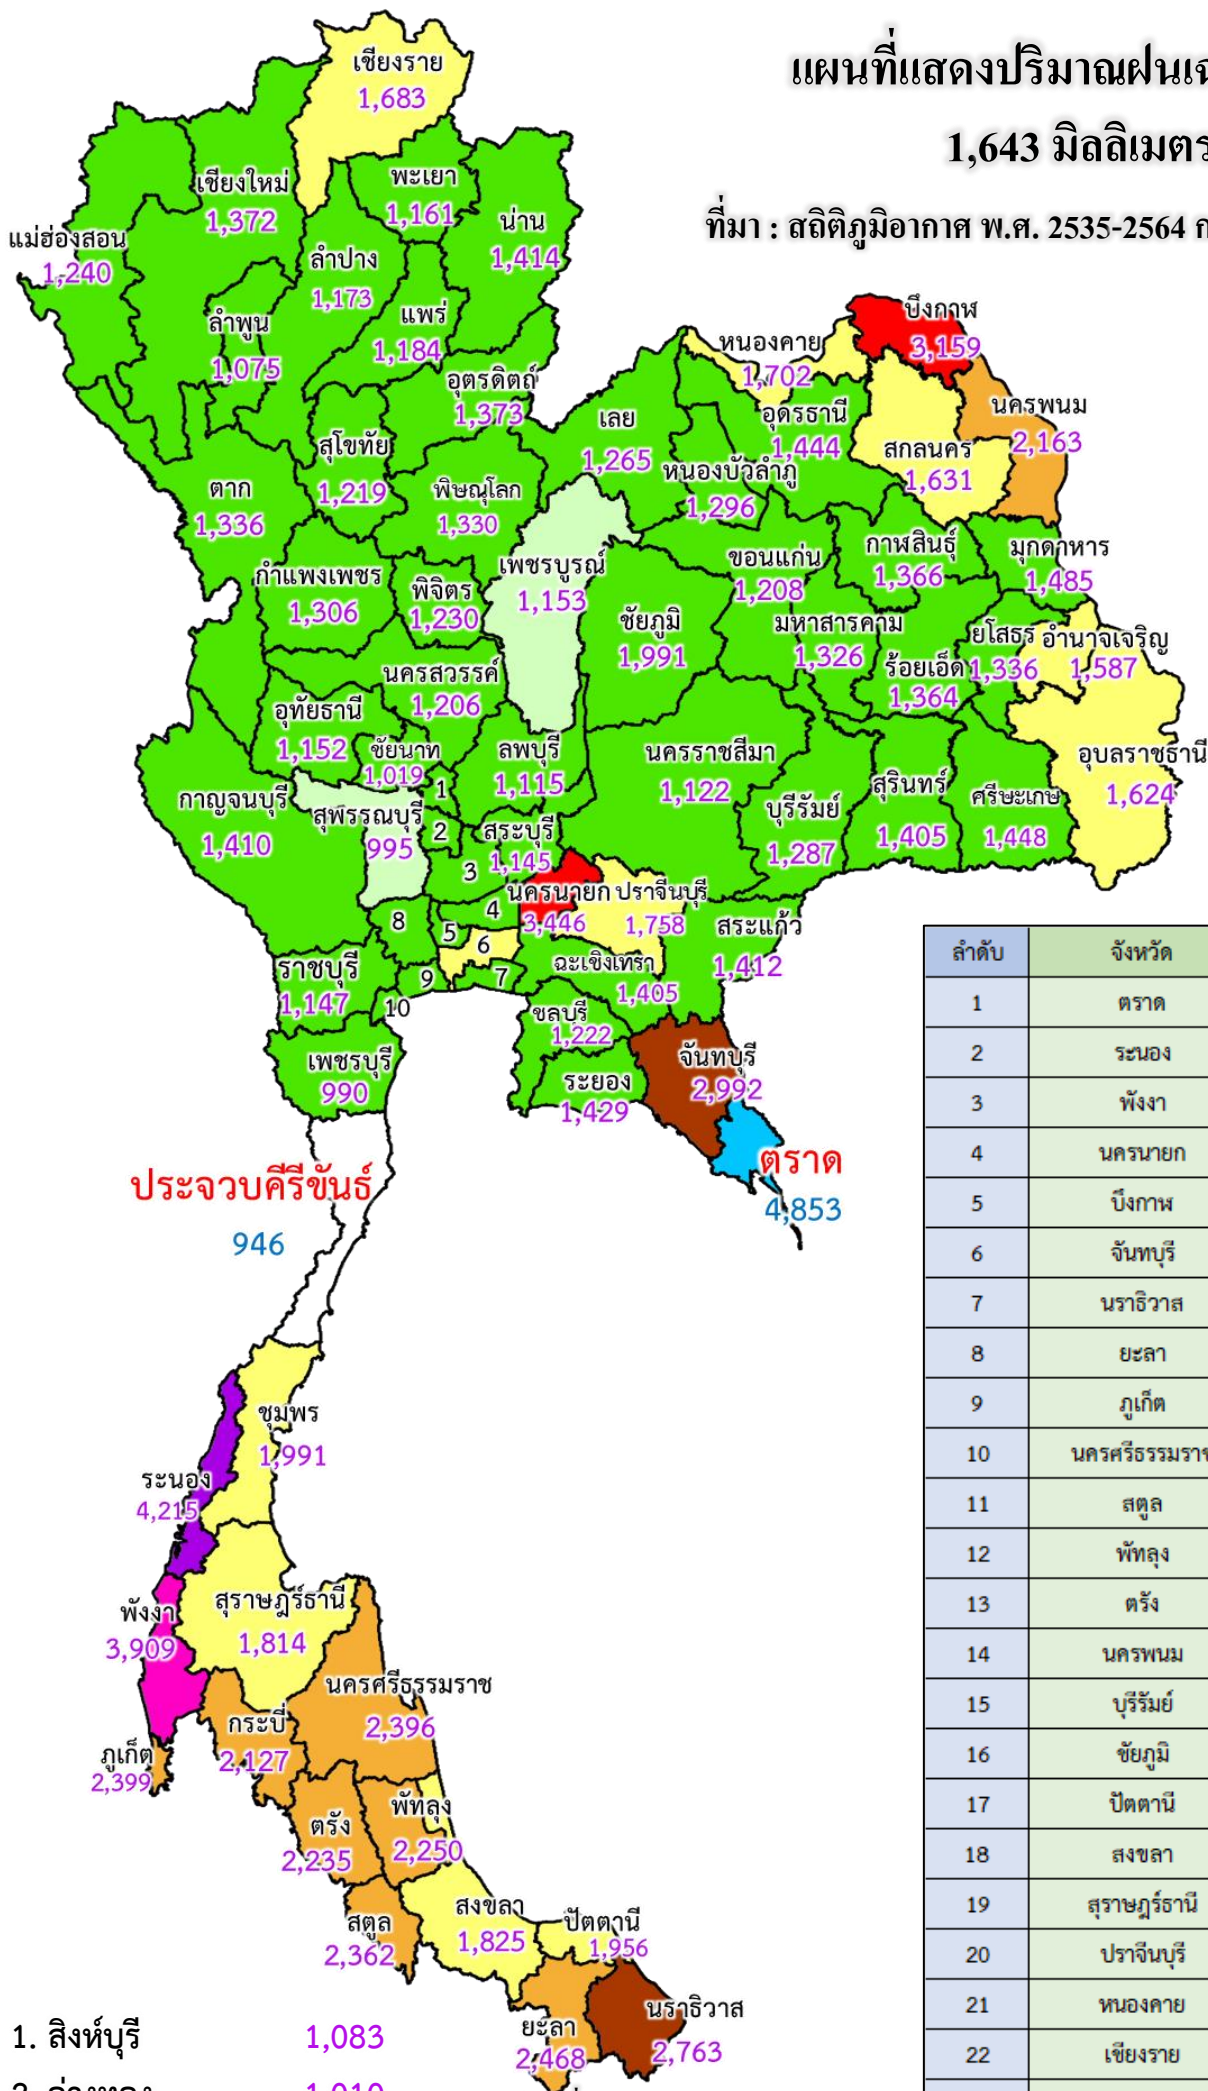 แผนที่แสดงปริมาณฝนเฉ
1,643 มิลลิเมตร
ที่มา : สถิติภูมิอากาศ พ.ศ. 2535-2564 ก
เชียงราย
1,683
เชียงใหม่
1,372
พะเยา
1,161
น่าน
1,414
แม่ฮ่องสอน
1,240
ลำปาง
1,173
ลำพูน
1,075
แพร่
1,184
อุตรดิตถ์
1,373
บึงกาฬ
3,159
หนองคาย
1,702
นครพนม
2,163
เลย
1,265
อุดรธานี
1,444
สกลนคร
1,631
สุโขทัย
1,219
หนองบัวลำภู
1,296
ตาก
1,336
พิษณุโลก
1,330
กำแพงเพชร
1,306
พิจิตร
1,230
เพชรบูรณ์
1,153
ขอนแก่น
1,208
กาฬสินธุ์
1,366
มุกดาหาร
1,485
ชัยภูมิ
1,991
มหาสารคาม
1,326
ร้อยเอ็ด
1,364
ยโสธร
1,336
อำนาจเจริญ
1,587
นครสวรรค์
1,206
อุทัยธานี
1,152
ชัยนาท
1,019
ลพบุรี
1,115
นครราชสีมา
1,122
บุรีรัมย์
1,287
สุรินทร์
1,405
ศรีษะเกษ
1,448
อุบลราชธานี
1,624
กาญจนบุรี
1,410
สุพรรณบุรี
995
1
2
3
สระบุรี
1,145
4
5
6
7
8
9
10
นครนายก
3,446
ปราจีนบุรี
1,758
สระแก้ว
1,412
ฉะเชิงเทรา
1,405
ราชบุรี
1,147
ชลบุรี
1,222
เพชรบุรี
990
ระยอง
1,429
จันทบุรี
2,992
ตราด
4,853
ประจวบคีรีขันธ์
946
ชุมพร
1,991
ระนอง
4,215
สุราษฎร์ธานี
1,814
พังงา
3,909
นครศรีธรรมราช
2,396
กระบี่
2,127
ภูเก็ต
2,399
ตรัง
2,235
พัทลุง
2,250
สตูล
2,362
สงขลา
1,825
ปัตตานี
1,956
ยะลา
2,468
นราธิวาส
2,763
1. สิงห์บุรี 1,083
ลำดับ จังหวัด
1 ตราด
2 ระนอง
3 พังงา
4 นครนายก
5 บึงกาฬ
6 จันทบุรี
7 นราธิวาส
8 ยะลา
9 ภูเก็ต
10 นครศรีธรรมราช
11 สตูล
12 พัทลุง
13 ตรัง
14 นครพนม
15 บุรีรัมย์
16 ชัยภูมิ
17 ปัตตานี
18 สงขลา
19 สุราษฎร์ธานี
20 ปราจีนบุรี
21 หนองคาย
22 เชียงราย